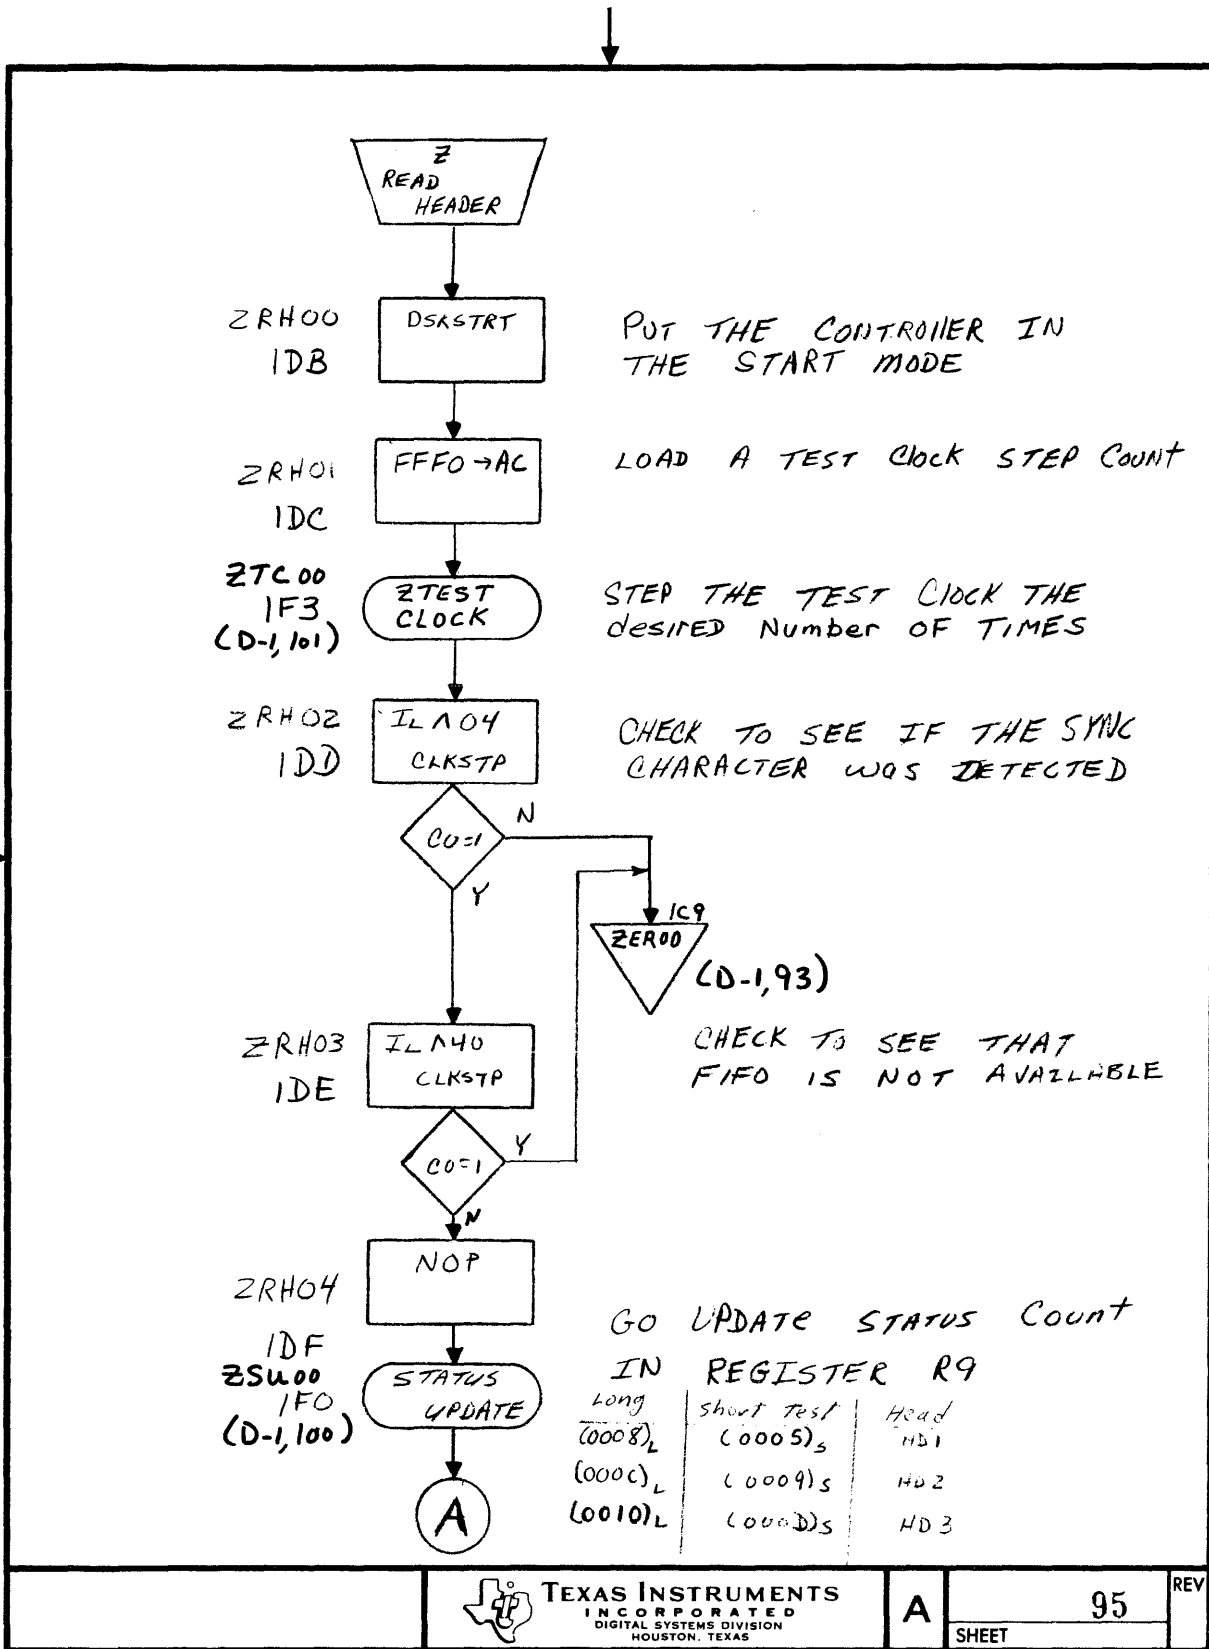 Z
READ
HEADER
ZRH00
1DB
DSKSTRT
PUT THE CONTROllER IN
THE START MODE
ZRH01
1DC
FFF0→AC
LOAD A TEST Clock STEP Count
ZTC00
1F3
(D-1,101)
ZTEST
CLOCK
STEP THE TEST Clock THE
desiRED Number OF TIMES
ZRH02
1DD
IL ∧ 04
CLKSTP
CHECK TO SEE IF THE SYNC
CHARACTER was DETECTED
CO=1
N
Y
1C9
ZER00
(D-1,93)
ZRH03
1DE
IL ∧40
CLKSTP
CHECK TO SEE THAT
FIFO IS NOT AVAILABLE
CO=1
Y
N
ZRH04
1DF
NOP
GO UPDATe STATUS Count
IN REGISTER R9
ZSU00
1F0
(D-1,100)
STATUS
UPDATE
Long short Test Head
(0008)L (0005)S HD1
(000C)L (0009)S HD2
(0010)L (000D)S HD3
A
TEXAS INSTRUMENTS
INCORPORATED
DIGITAL SYSTEMS DIVISION
HOUSTON, TEXAS
A
95
SHEET
REV